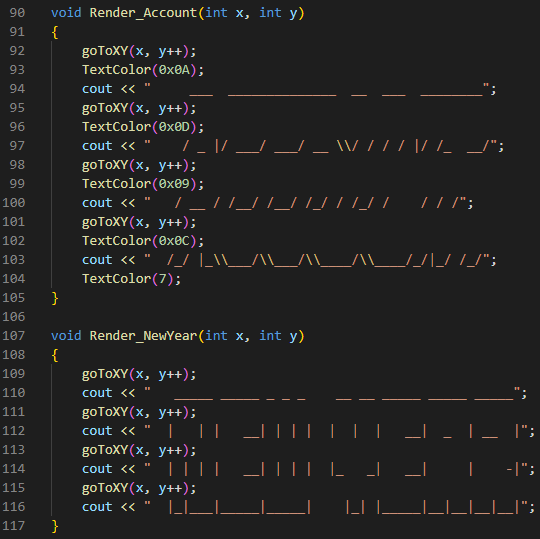 90 void Render_Account(int x, int y)
91 {
92     goToXY(x, y++);
93     TextColor(0x0A);
94     cout << "     ___  ______________  __  ___  ________";
95     goToXY(x, y++);
96     TextColor(0x0D);
97     cout << "    / _ |/ ___/ ___/ __ \\/ / / / |/ /_  __/";
98     goToXY(x, y++);
99     TextColor(0x09);
100     cout << "   / __ / /__/ /__/ /_/ / /_/ /    / / /";
101     goToXY(x, y++);
102     TextColor(0x0C);
103     cout << "  /_/ |_\\___/\\___/\\____/\\____/_/|_/ /_/";
104     TextColor(7);
105 }
106
107 void Render_NewYear(int x, int y)
108 {
109     goToXY(x, y++);
110     cout << "   _____ _____ _ _ _    __ __ _____ _____ _____";
111     goToXY(x, y++);
112     cout << "  |   | |   __| | | |  |  |  |   __|  _  | __  |";
113     goToXY(x, y++);
114     cout << "  | | | |   __| | | |  |_   _|   __|     |    -|";
115     goToXY(x, y++);
116     cout << "  |_|___|_____|_____|    |_| |_____|__|__|__|__|";
117 }